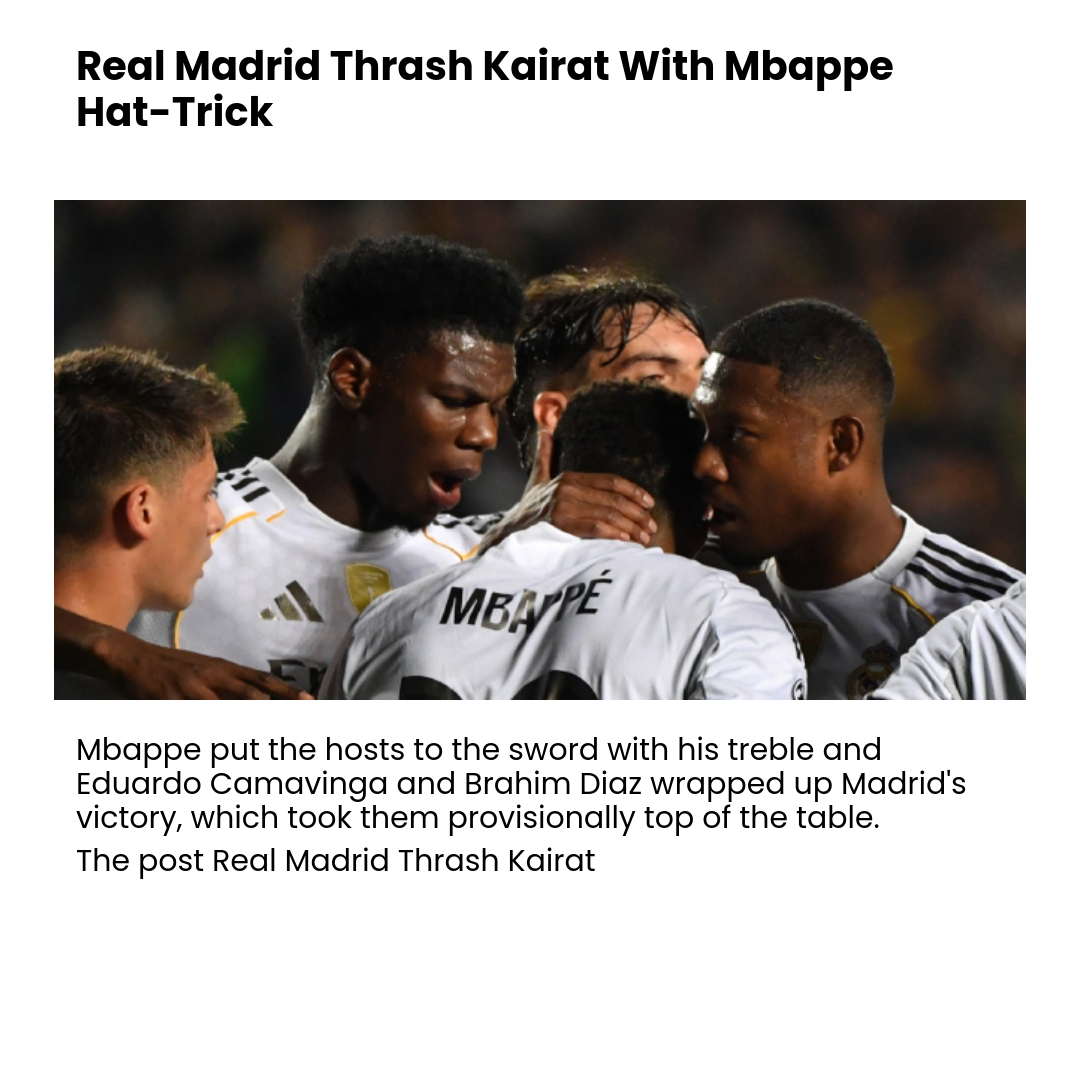 Real Madrid Thrash Kairat With Mbappe
Hat-Trick
MBAPPÉ
Mbappe put the hosts to the sword with his treble and
Eduardo Camavinga and Brahim Diaz wrapped up Madrid's
victory, which took them provisionally top of the table.
The post Real Madrid Thrash Kairat